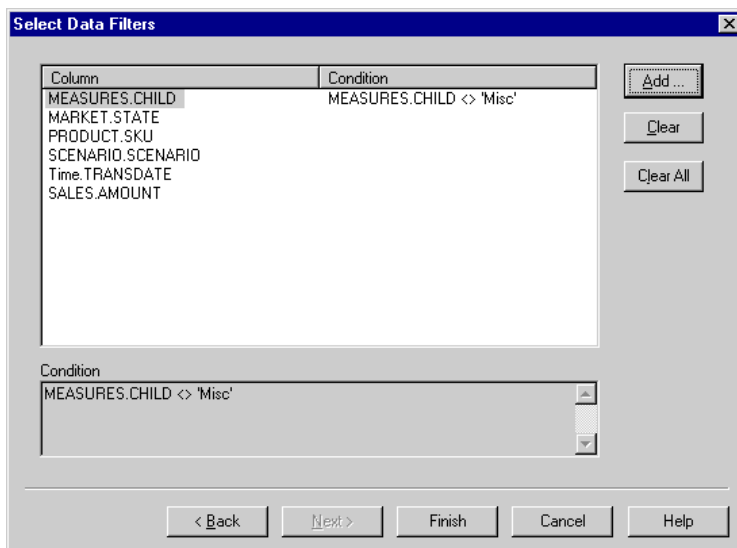 Select Data Filters
Column Condition
MEASURES.CHILD MEASURES.CHILD <> 'Misc'
MARKET.STATE
PRODUCT.SKU
SCENARIO.SCENARIO
Time.TRANSDATE
SALES.AMOUNT
Add ...
Clear
Clear All
Condition
MEASURES.CHILD <> 'Misc'
< Back Next > Finish Cancel Help